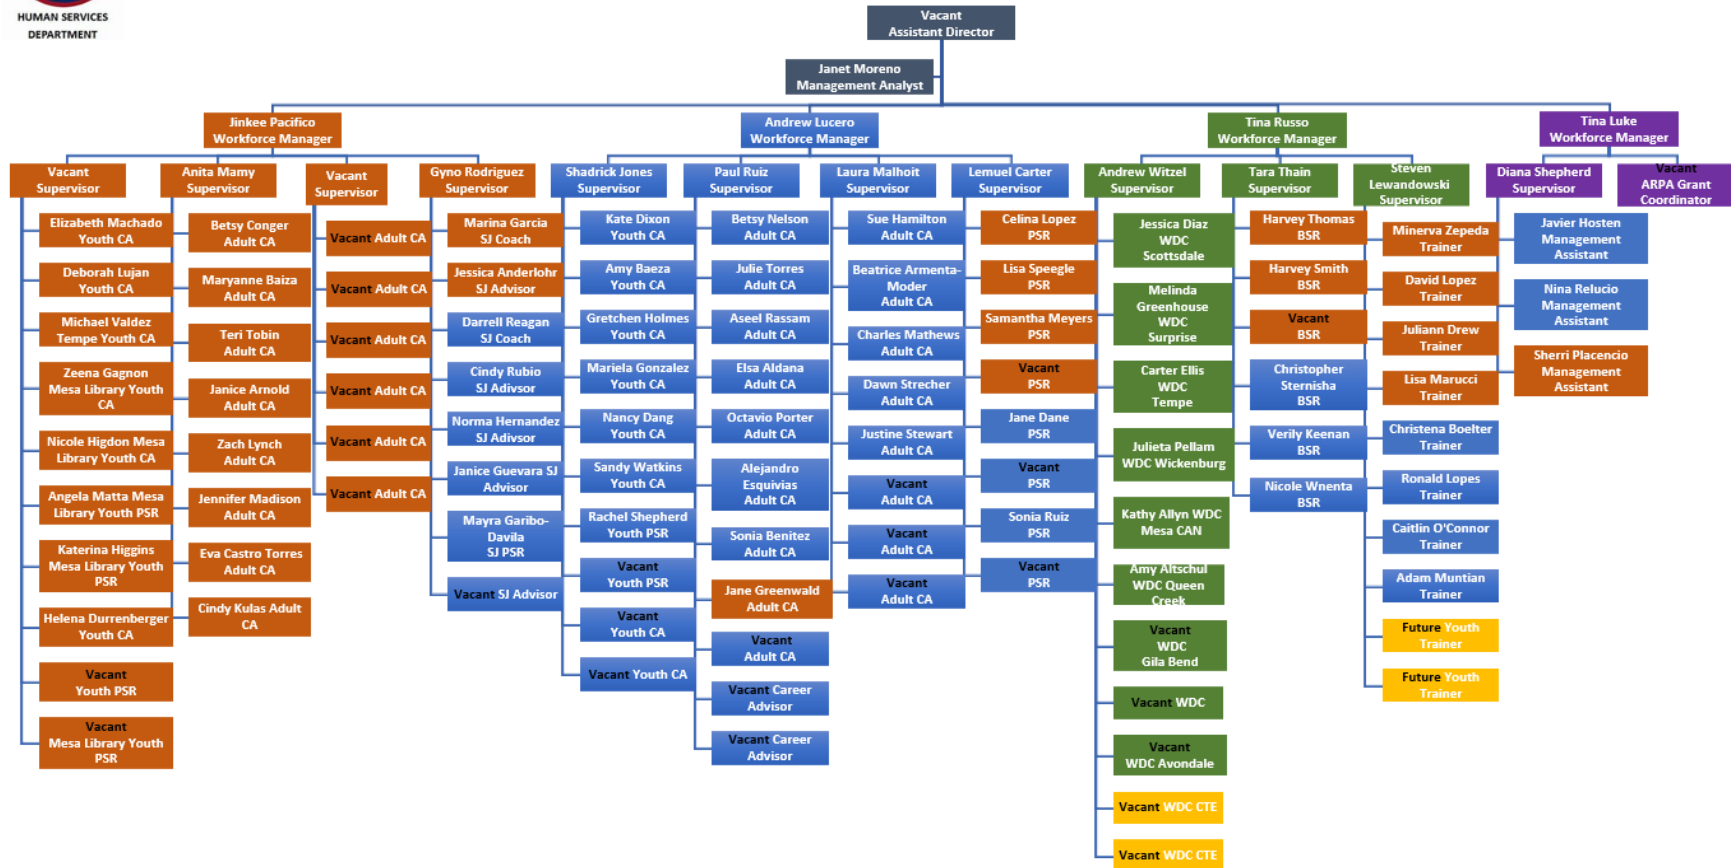 HUMAN SERVICES
DEPARTMENT
Vacant
Assistant Director
Janet Moreno
Management Analyst
Jinkee Pacifico
Workforce Manager
Andrew Lucero
Workforce Manager
Tina Russo
Workforce Manager
Tina Luke
Workforce Manager
Vacant
Supervisor
Elizabeth Machado
Youth CA
Deborah Lujan
Youth CA
Michael Valdez
Tempe Youth CA
Zeena Gagnon
Mesa Library Youth
CA
Nicole Higdon Mesa
Library Youth CA
Angela Matta Mesa
Library Youth PSR
Katerina Higgins
Mesa Library Youth
PSR
Helena Durrenberger
Youth CA
Vacant
Youth PSR
Vacant
Mesa Library Youth
PSR
Anita Mamy
Supervisor
Betsy Conger
Adult CA
Maryanne Baiza
Adult CA
Teri Tobin
Adult CA
Janice Arnold
Adult CA
Zach Lynch
Adult CA
Jennifer Madison
Adult CA
Eva Castro Torres
Adult CA
Cindy Kulas Adult
CA
Vacant
Supervisor
Vacant Adult CA
Vacant Adult CA
Vacant Adult CA
Vacant Adult CA
Vacant Adult CA
Vacant Adult CA
Gyno Rodriguez
Supervisor
Marina Garcia
SJ Coach
Jessica Anderlohr
SJ Advisor
Darrell Reagan
SJ Coach
Cindy Rubio
SJ Adivsor
Norma Hernandez
SJ Adivsor
Janice Guevara SJ
Advisor
Mayra Garibo-
Davila
SJ PSR
Vacant SJ Advisor
Shadrick Jones
Supervisor
Kate Dixon
Youth CA
Amy Baeza
Youth CA
Gretchen Holmes
Youth CA
Mariela Gonzalez
Youth CA
Nancy Dang
Youth CA
Sandy Watkins
Youth CA
Rachel Shepherd
Youth PSR
Vacant
Youth PSR
Vacant
Youth CA
Vacant Youth CA
Paul Ruiz
Supervisor
Betsy Nelson
Adult CA
Julie Torres
Adult CA
Aseel Rassam
Adult CA
Elsa Aldana
Adult CA
Octavio Porter
Adult CA
Alejandro
Esquivias
Adult CA
Sonia Benitez
Adult CA
Jane Greenwald
Adult CA
Vacant
Adult CA
Vacant Career
Advisor
Vacant Career
Advisor
Laura Malhoit
Supervisor
Sue Hamilton
Adult CA
Beatrice Armenta-
Moder
Adult CA
Charles Mathews
Adult CA
Dawn Strecher
Adult CA
Justine Stewart
Adult CA
Vacant
Adult CA
Vacant
Adult CA
Vacant
Adult CA
Lemuel Carter
Supervisor
Celina Lopez
PSR
Lisa Speegle
PSR
Samantha Meyers
PSR
Vacant
PSR
Jane Dane
PSR
Vacant
PSR
Sonia Ruiz
PSR
Vacant
PSR
Andrew Witzel
Supervisor
Jessica Diaz
WDC
Scottsdale
Melinda
Greenhouse
WDC
Surprise
Carter Ellis
WDC
Tempe
Julieta Pellam
WDC Wickenburg
Kathy Allyn WDC
Mesa CAN
Amy Altschul
WDC Queen
Creek
Vacant
WDC
Gila Bend
Vacant WDC
Vacant
WDC Avondale
Vacant WDC CTE
Vacant WDC CTE
Tara Thain
Supervisor
Harvey Thomas
BSR
Harvey Smith
BSR
Vacant
BSR
Christopher
Sternisha
BSR
Verily Keenan
BSR
Nicole Wnenta
BSR
Steven
Lewandowski
Supervisor
Minerva Zepeda
Trainer
David Lopez
Trainer
Juliann Drew
Trainer
Lisa Marucci
Trainer
Christena Boelter
Trainer
Ronald Lopes
Trainer
Caitlin O'Connor
Trainer
Adam Muntian
Trainer
Future Youth
Trainer
Future Youth
Trainer
Diana Shepherd
Supervisor
Javier Hosten
Management
Assistant
Nina Relucio
Management
Assistant
Sherri Placencio
Management
Assistant
Vacant
ARPA Grant
Coordinator